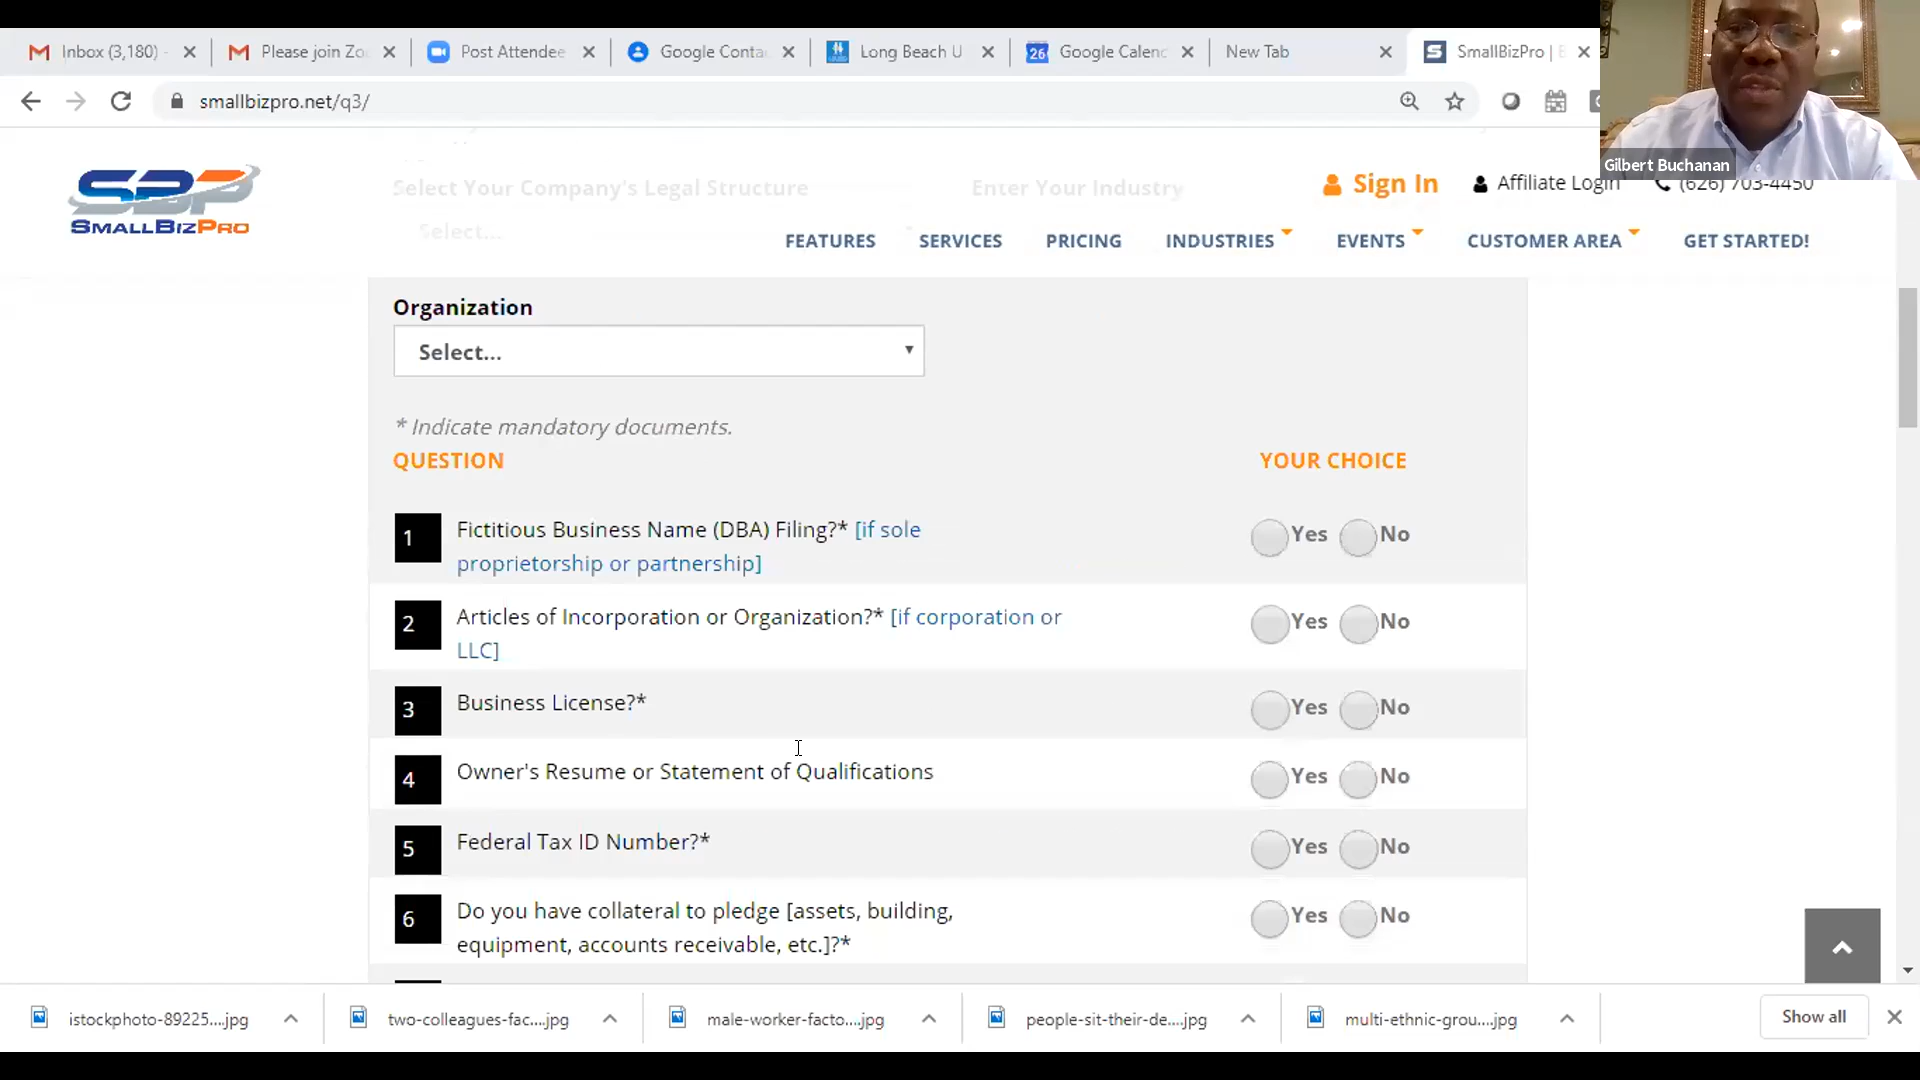 Inbox (3,180) -
Please join Zo
Post Attendee
Google Conta
Long Beach U
Google Calen
New Tab
SmallBizPro |
smallbizpro.net/q3/
Gilbert Buchanan
SBP
SMALLBIZPRO
Select Your Company's Legal Structure
Enter Your Industry
Sign In
Affiliate Login
(626) 703-4450
Select...
FEATURES
SERVICES
PRICING
INDUSTRIES
EVENTS
CUSTOMER AREA
GET STARTED!
Organization
Select...
* Indicate mandatory documents.
QUESTION
YOUR CHOICE
1
Fictitious Business Name (DBA) Filing?* [if sole
proprietorship or partnership]
Yes
No
2
Articles of Incorporation or Organization?* [if corporation or
LLC]
Yes
No
3
Business License?*
Yes
No
4
Owner's Resume or Statement of Qualifications
Yes
No
5
Federal Tax ID Number?*
Yes
No
6
Do you have collateral to pledge [assets, building,
equipment, accounts receivable, etc.]?*
Yes
No
istockphoto-89225....jpg
two-colleagues-fac....jpg
male-worker-facto....jpg
people-sit-their-de....jpg
multi-ethnic-grou....jpg
Show all